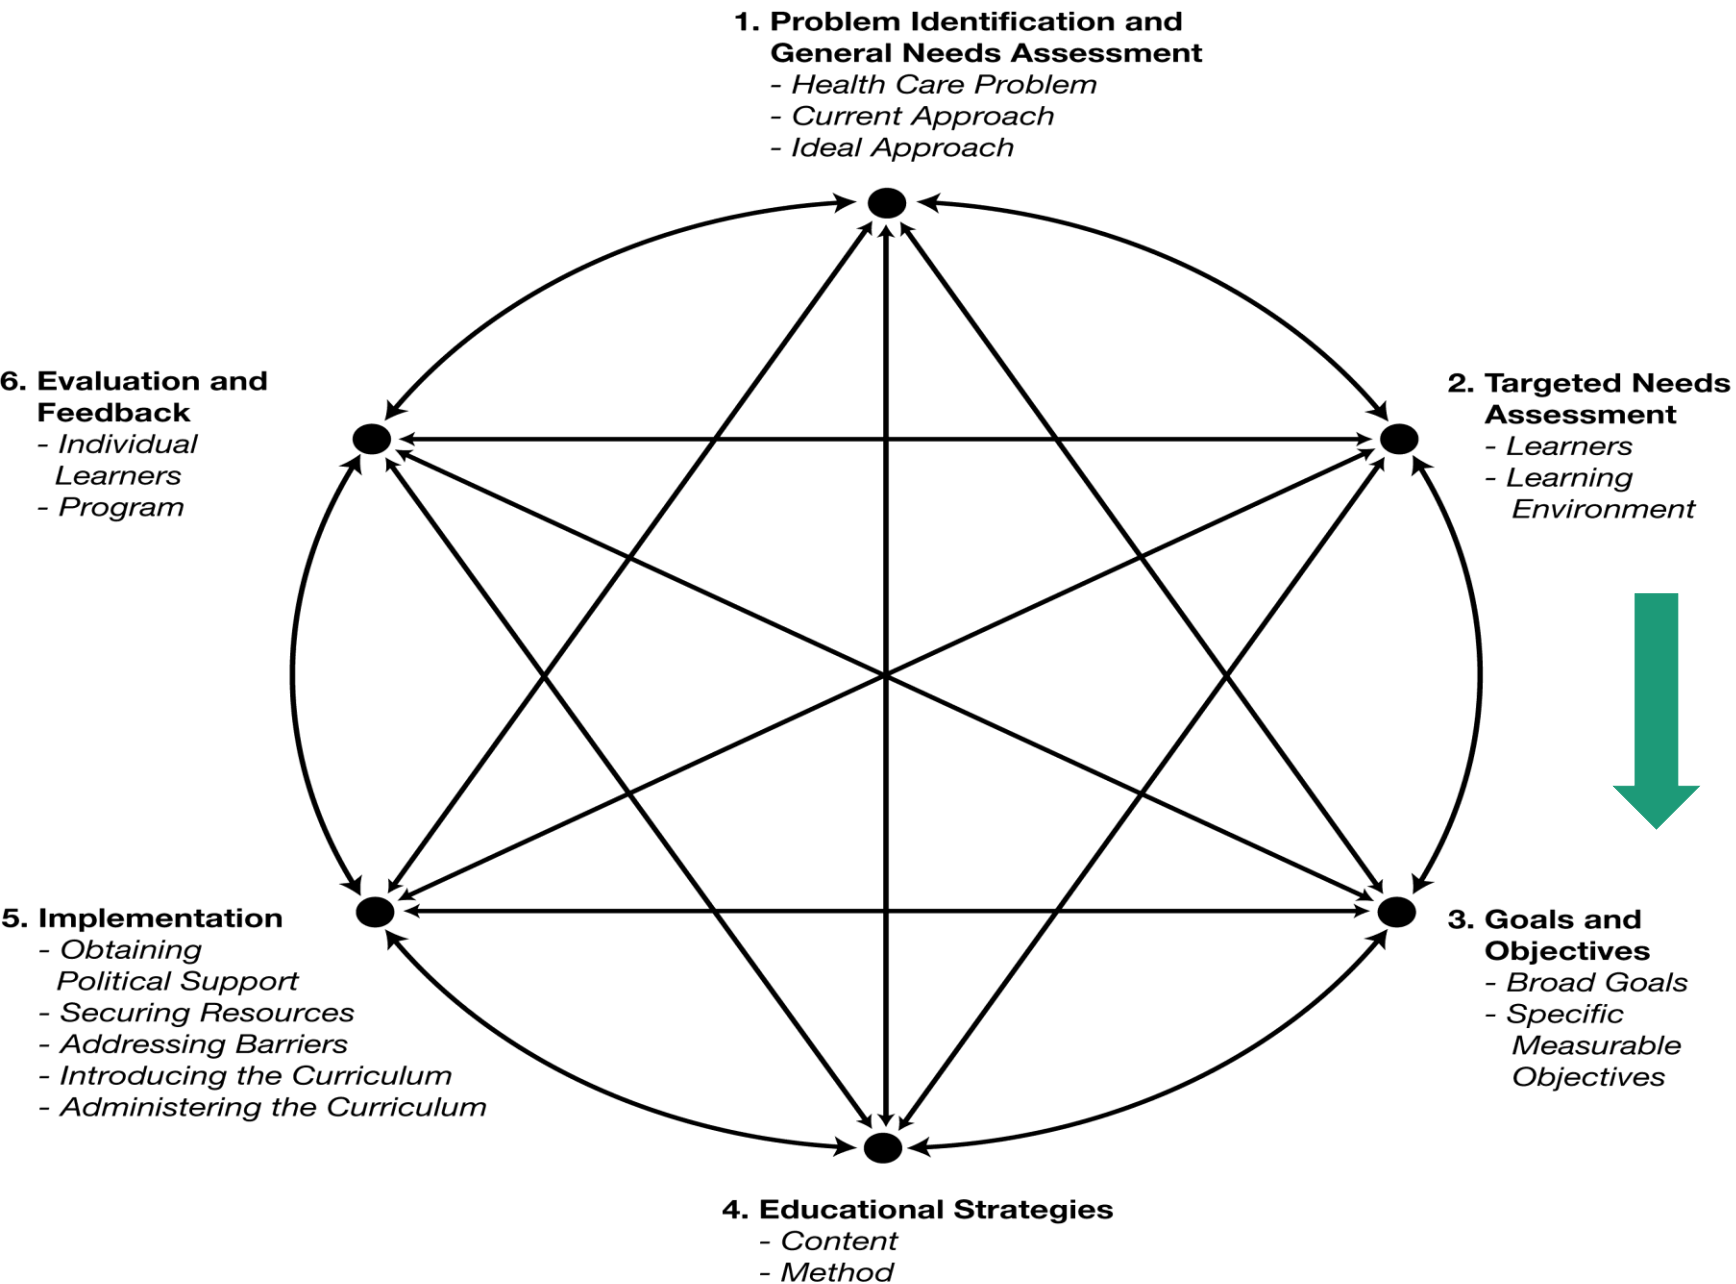 1. Problem Identification and
General Needs Assessment
- Health Care Problem
- Current Approach
- Ideal Approach
2. Targeted Needs
Assessment
- Learners
- Learning
Environment
3. Goals and
Objectives
- Broad Goals
- Specific
Measurable
Objectives
4. Educational Strategies
- Content
- Method
5. Implementation
- Obtaining
Political Support
- Securing Resources
- Addressing Barriers
- Introducing the Curriculum
- Administering the Curriculum
6. Evaluation and
Feedback
- Individual
Learners
- Program